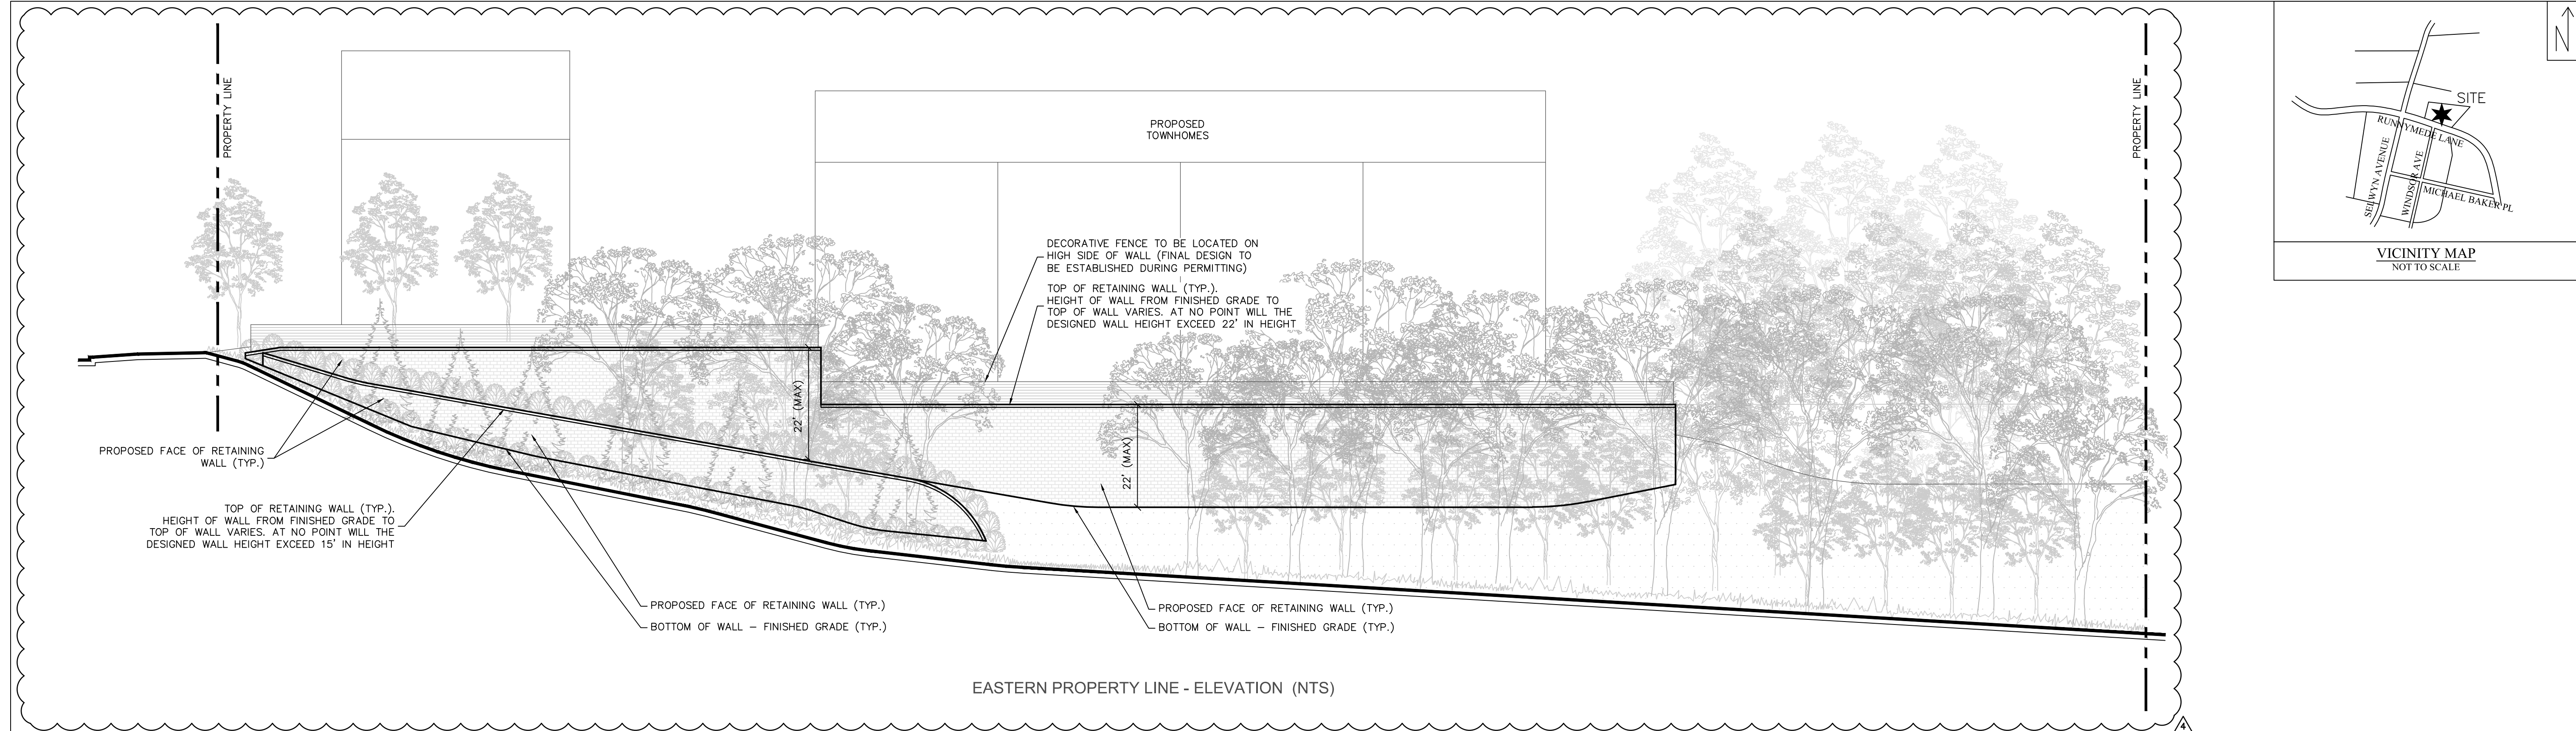 PROPERTY LINE
PROPOSED
TOWNHOMES
PROPERTY LINE
DECORATIVE FENCE TO BE LOCATED ON
HIGH SIDE OF WALL (FINAL DESIGN TO
BE ESTABLISHED DURING PERMITTING)
TOP OF RETAINING WALL (TYP.).
HEIGHT OF WALL FROM FINISHED GRADE TO
TOP OF WALL VARIES. AT NO POINT WILL THE
DESIGNED WALL HEIGHT EXCEED 22' IN HEIGHT
22' (MAX)
22' (MAX)
PROPOSED FACE OF RETAINING
WALL (TYP.)
TOP OF RETAINING WALL (TYP.).
HEIGHT OF WALL FROM FINISHED GRADE TO
TOP OF WALL VARIES. AT NO POINT WILL THE
DESIGNED WALL HEIGHT EXCEED 15' IN HEIGHT
PROPOSED FACE OF RETAINING WALL (TYP.)
BOTTOM OF WALL – FINISHED GRADE (TYP.)
PROPOSED FACE OF RETAINING WALL (TYP.)
BOTTOM OF WALL – FINISHED GRADE (TYP.)
EASTERN PROPERTY LINE - ELEVATION (NTS)
4
N
SITE
RUNNYMEDE LANE
SELWYN AVENUE
WINDSOR AVE
MICHAEL BAKER PL
VICINITY MAP
NOT TO SCALE